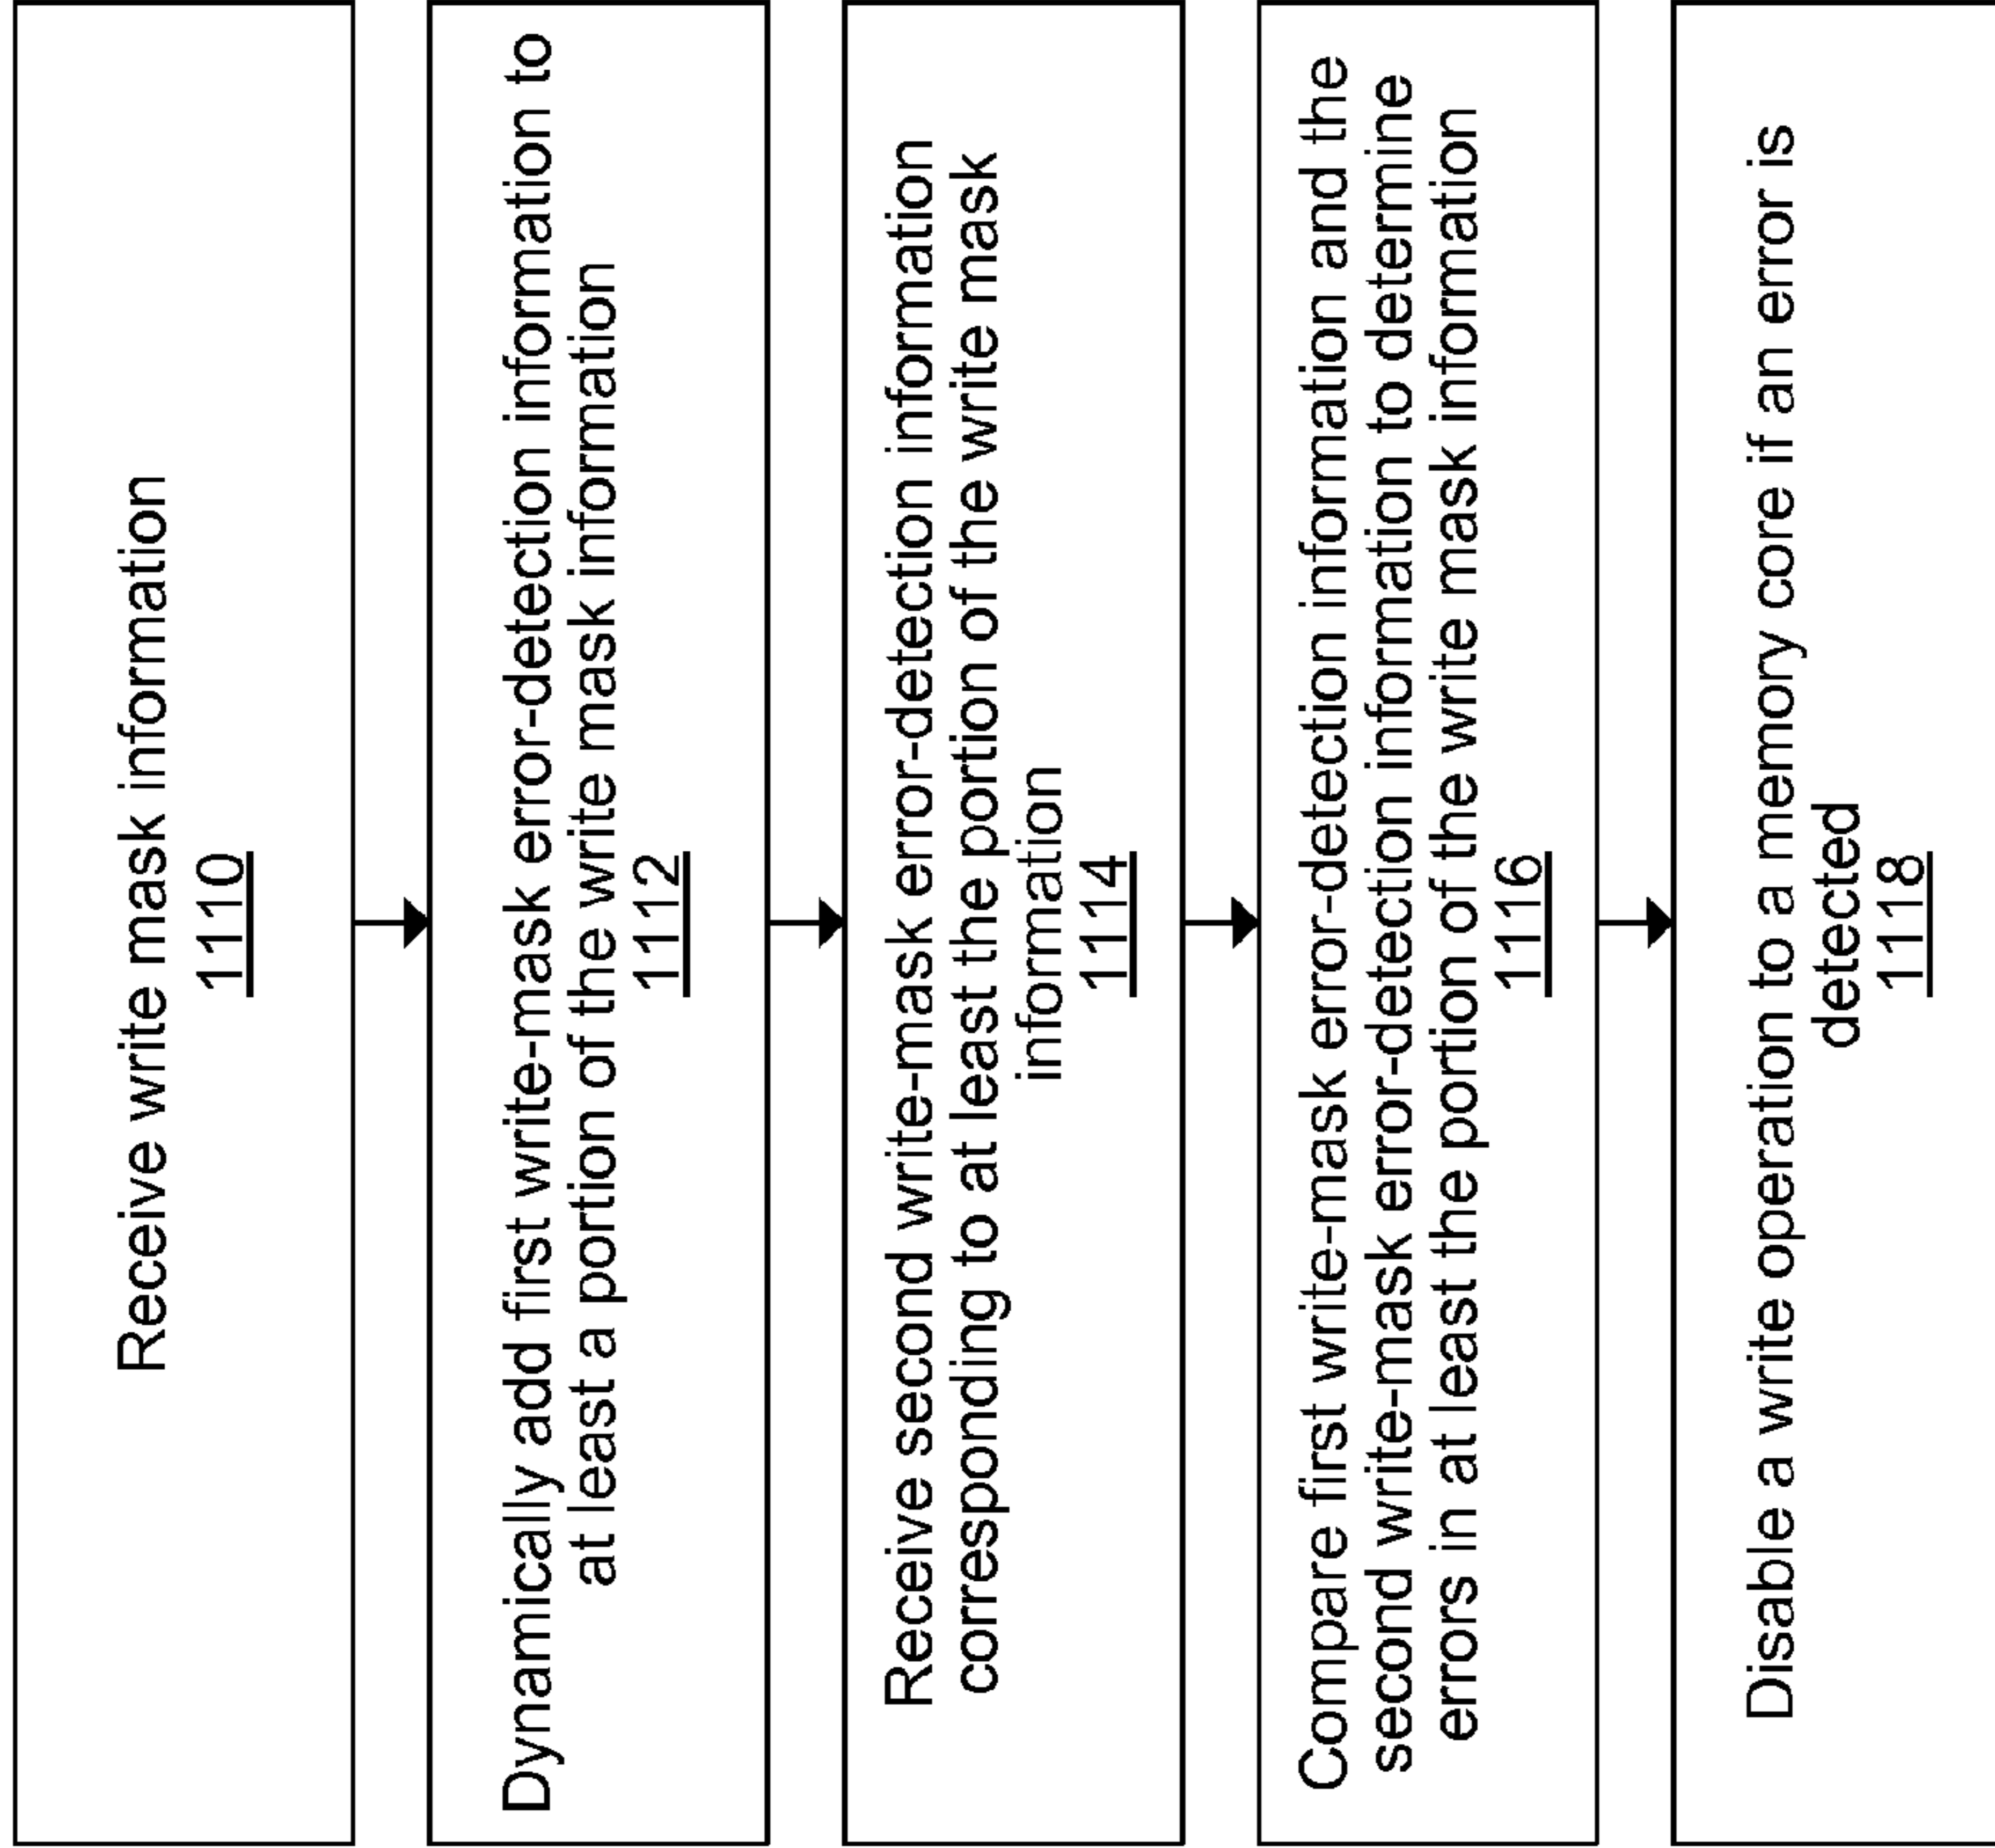 Receive write mask information
1110
Dynamically add first write-mask error-detection information to
at least a portion of the write mask information
1112
Receive second write-mask error-detection information
corresponding to at least the portion of the write mask
information
1114
Compare first write-mask error-detection information and the
second write-mask error-detection information to determine
errors in at least the portion of the write mask information
1116
Disable a write operation to a memory core if an error is
detected
1118